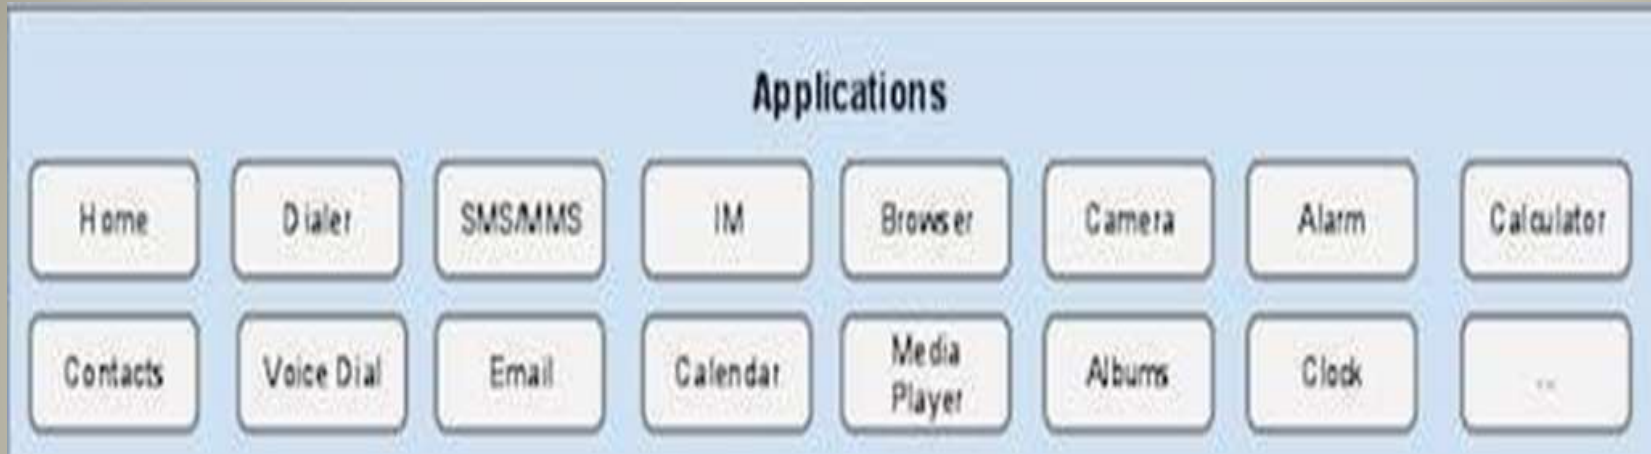 Applications
Home Dialer SMS/MMS IM Browser Camera Alarm Calculator
Contacts Voice Dial Email Calendar Media Player Albums Clock ...